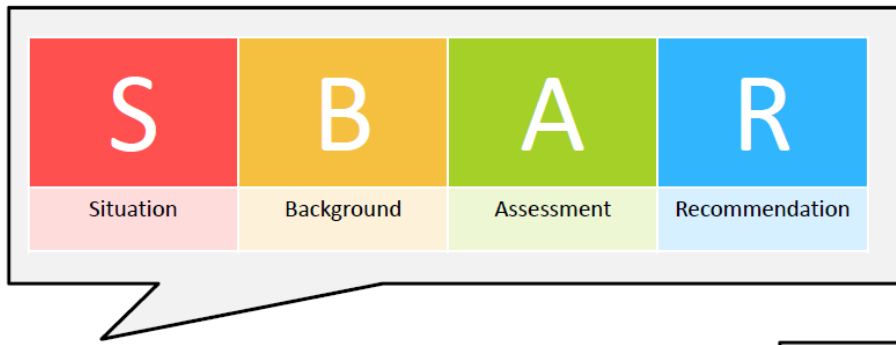 S B A R
Situation Background Assessment Recommendation